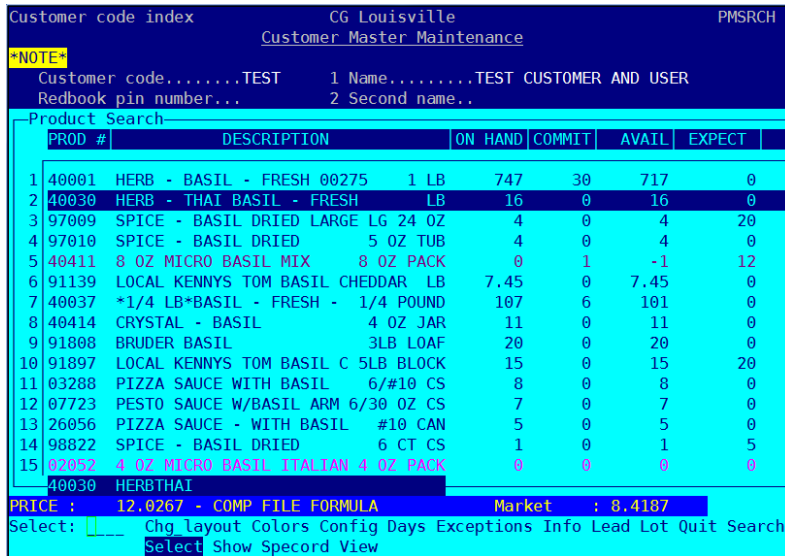 Customer code index CG Louisville PMSRCH
Customer Master Maintenance
*NOTE*
Customer code........TEST 1 Name.........TEST CUSTOMER AND USER
Redbook pin number... 2 Second name..
Product Search
PROD # DESCRIPTION ON HAND COMMIT AVAIL EXPECT
1 40001 HERB - BASIL - FRESH 00275 1 LB 747 30 717 0
2 40030 HERB - THAI BASIL - FRESH LB 16 0 16 0
3 97009 SPICE - BASIL DRIED LARGE LG 24 OZ 4 0 4 20
4 97010 SPICE - BASIL DRIED 5 OZ TUB 4 0 4 0
5 40411 8 OZ MICRO BASIL MIX 8 OZ PACK 0 1 -1 12
6 91139 LOCAL KENNYS TOM BASIL CHEDDAR LB 7.45 0 7.45 0
7 40037 *1/4 LB*BASIL - FRESH - 1/4 POUND 107 6 101 0
8 40414 CRYSTAL - BASIL 4 OZ JAR 11 0 11 0
9 91808 BRUDER BASIL 3LB LOAF 20 0 20 0
10 91897 LOCAL KENNYS TOM BASIL C 5LB BLOCK 15 0 15 20
11 03288 PIZZA SAUCE WITH BASIL 6/#10 CS 8 0 8 0
12 07723 PESTO SAUCE W/BASIL ARM 6/30 OZ CS 7 0 7 0
13 26056 PIZZA SAUCE - WITH BASIL #10 CAN 5 0 5 0
14 98822 SPICE - BASIL DRIED 6 CT CS 1 0 1 5
15 02052 4 OZ MICRO BASIL ITALIAN 4 OZ PACK 0 0 0 0
40030 HERBTHAI
PRICE : 12.0267 - COMP FILE FORMULA Market : 8.4187
Select: ____ Chg_layout Colors Config Days Exceptions Info Lead Lot Quit Search
Select Show Specord View